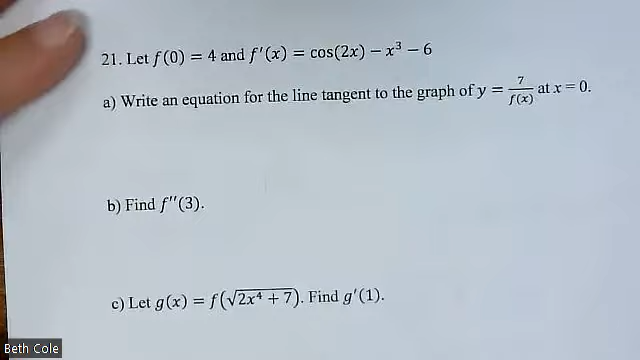 21. Let f(0) = 4 and f'(x) = cos(2x) − x³ − 6
a) Write an equation for the line tangent to the graph of y = 7/f(x) at x = 0.
b) Find f''(3).
c) Let g(x) = f(√(2x⁴ + 7)). Find g'(1).
Beth Cole